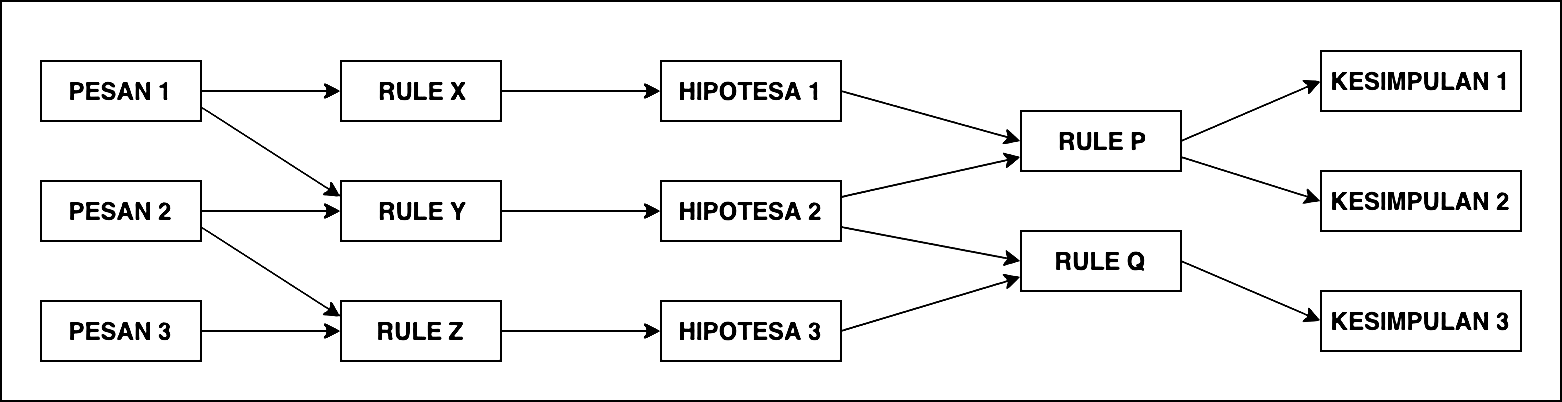 PESAN 1
RULE X
HIPOTESA 1
KESIMPULAN 1
RULE P
PESAN 2
RULE Y
HIPOTESA 2
KESIMPULAN 2
RULE Q
PESAN 3
RULE Z
HIPOTESA 3
KESIMPULAN 3